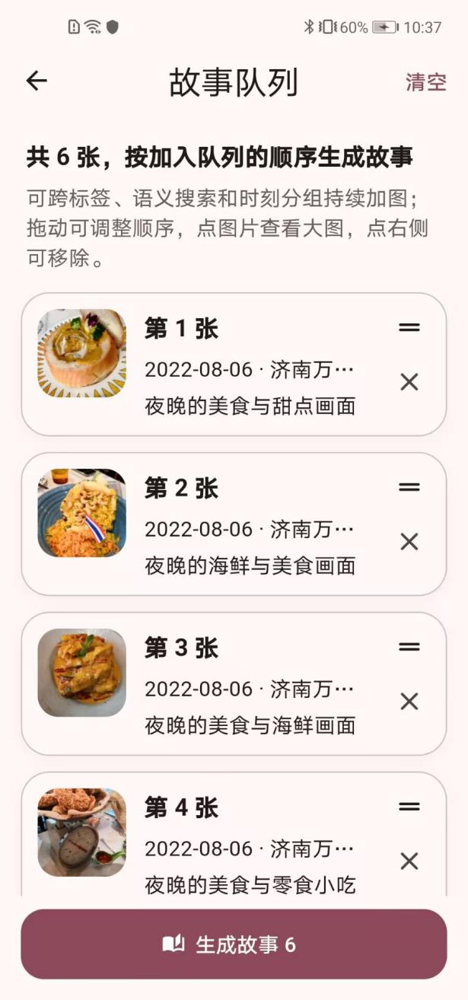 60% 10:37
故事队列
清空
共 6 张，按加入队列的顺序生成故事
可跨标签、语义搜索和时刻分组持续加图；
拖动可调整顺序，点图片查看大图，点右侧
可移除。
第 1 张
2022-08-06 · 济南万…
夜晚的美食与甜点画面
第 2 张
2022-08-06 · 济南万…
夜晚的海鲜与美食画面
第 3 张
2022-08-06 · 济南万…
夜晚的美食与海鲜画面
第 4 张
2022-08-06 · 济南万…
夜晚的美食与零食小吃
生成故事 6